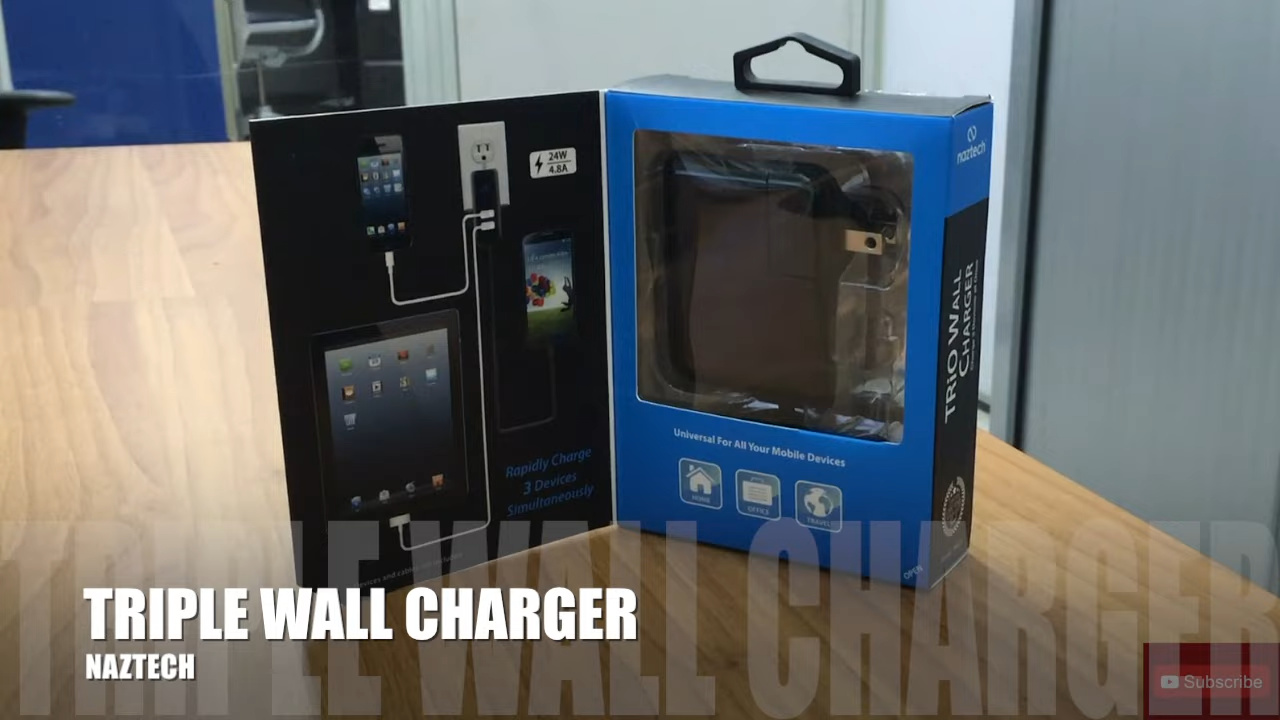 24W
4.8A
Rapidly Charge
3 Devices
Simultaneously
naztech
TRiO WALL
CHARGER
Universal For All Your Mobile Devices
HOME
OFFICE
TRAVEL
OPEN
TRIPLE WALL CHARGER
TRIPLE WALL CHARGER
NAZTECH
Subscribe